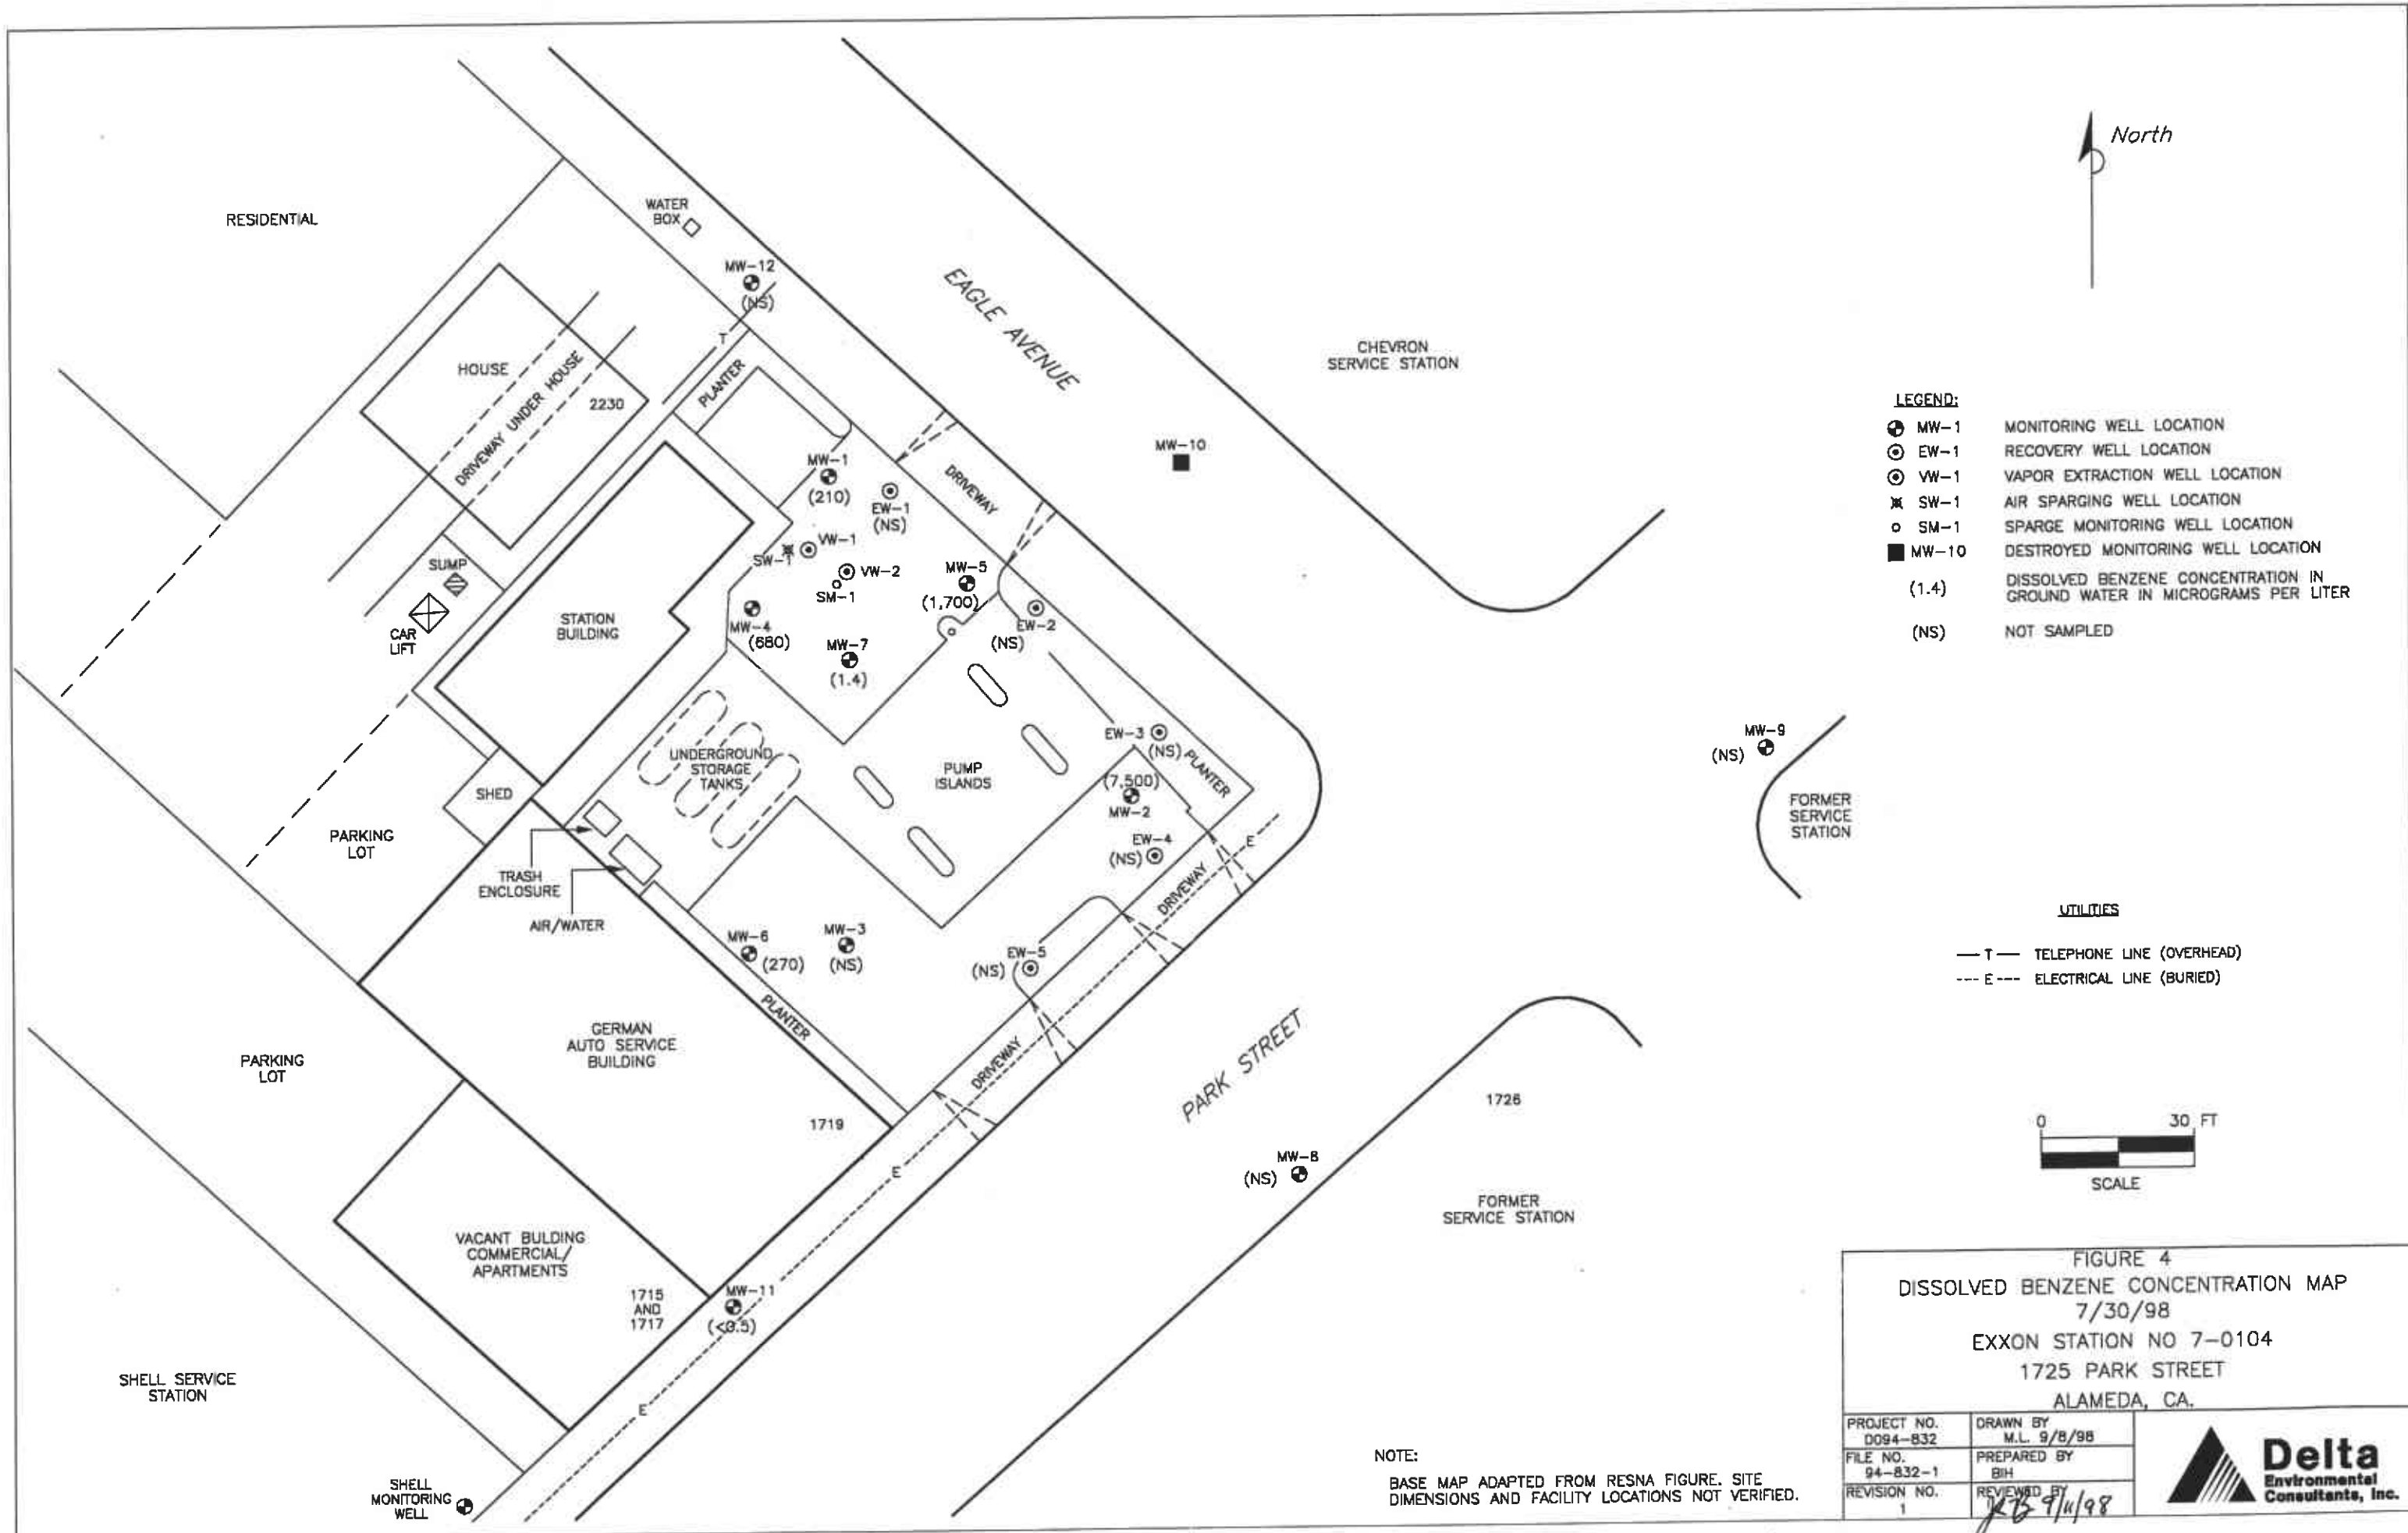 RESIDENTIAL
WATER
BOX
MW-12
(NS)
T
EAGLE AVENUE
CHEVRON
SERVICE STATION
North
HOUSE
2230
DRIVEWAY UNDER HOUSE
PLANTER
MW-1
(210)
EW-1
(NS)
DRIVEWAY
MW-10
SW-1
VW-1
VW-2
SM-1
MW-5
(1,700)
EW-2
(NS)
MW-4
(680)
MW-7
(1.4)
SUMP
CAR
LIFT
STATION
BUILDING
LEGEND:
MW-1 MONITORING WELL LOCATION
EW-1 RECOVERY WELL LOCATION
VW-1 VAPOR EXTRACTION WELL LOCATION
SW-1 AIR SPARGING WELL LOCATION
SM-1 SPARGE MONITORING WELL LOCATION
MW-10 DESTROYED MONITORING WELL LOCATION
(1.4) DISSOLVED BENZENE CONCENTRATION IN
GROUND WATER IN MICROGRAMS PER LITER
(NS) NOT SAMPLED
UNDERGROUND
STORAGE
TANKS
PUMP
ISLANDS
EW-3
(NS)
PLANTER
(7,500)
MW-2
EW-4
(NS)
MW-9
(NS)
FORMER
SERVICE
STATION
SHED
PARKING
LOT
TRASH
ENCLOSURE
AIR/WATER
E
DRIVEWAY
MW-6
(270)
MW-3
(NS)
EW-5
(NS)
PLANTER
UTILITIES
T TELEPHONE LINE (OVERHEAD)
E ELECTRICAL LINE (BURIED)
PARKING
LOT
GERMAN
AUTO SERVICE
BUILDING
1719
DRIVEWAY
PARK STREET
1726
MW-8
(NS)
FORMER
SERVICE STATION
0 30 FT
SCALE
E
VACANT BULDING
COMMERCIAL/
APARTMENTS
1715
AND
1717
MW-11
(<0.5)
E
SHELL SERVICE
STATION
SHELL
MONITORING
WELL
NOTE:
BASE MAP ADAPTED FROM RESNA FIGURE. SITE
DIMENSIONS AND FACILITY LOCATIONS NOT VERIFIED.
FIGURE 4
DISSOLVED BENZENE CONCENTRATION MAP
7/30/98
EXXON STATION NO 7-0104
1725 PARK STREET
ALAMEDA, CA.
PROJECT NO.
D094-832
DRAWN BY
M.L. 9/8/98
FILE NO.
94-832-1
PREPARED BY
BIH
REVISION NO.
1
REVIEWED BY
9/11/98
Delta
Environmental
Consultants, Inc.